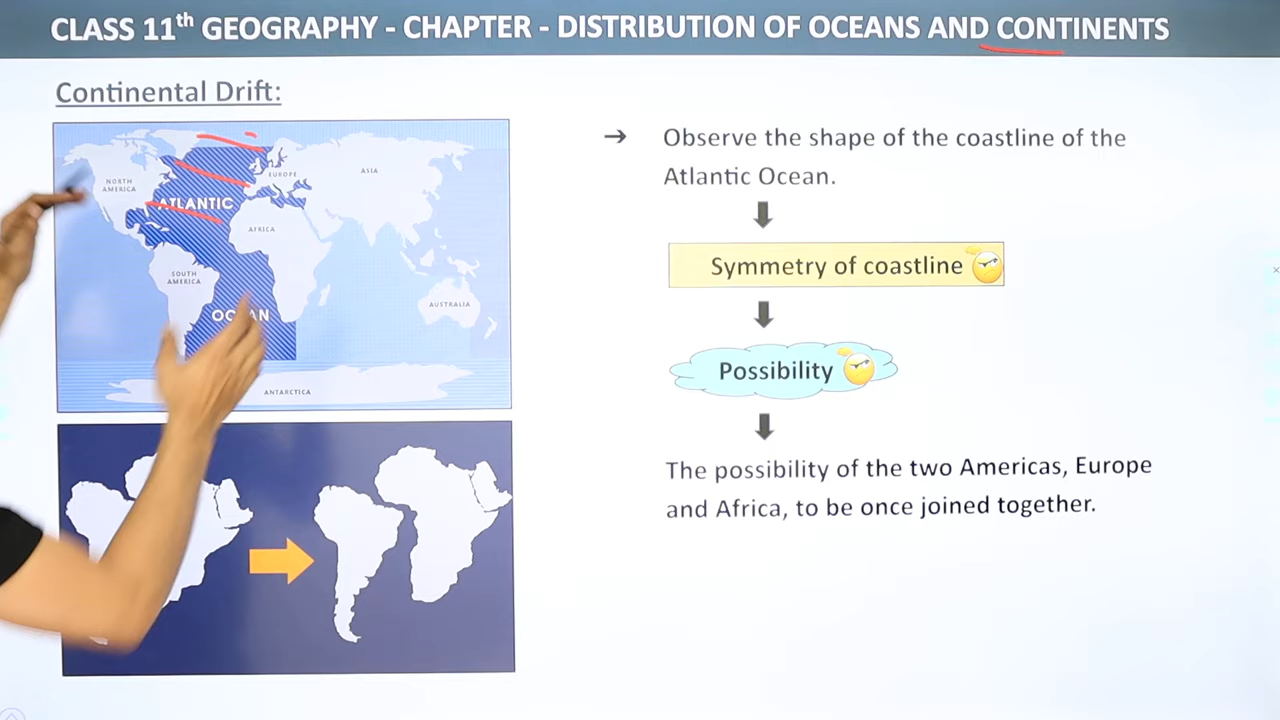 CLASS 11th GEOGRAPHY - CHAPTER - DISTRIBUTION OF OCEANS AND CONTINENTS
Continental Drift:
NORTH
AMERICA
EUROPE
ASIA
ATLANTIC
AFRICA
SOUTH
AMERICA
AUSTRALIA
OCEAN
ANTARCTICA
→ Observe the shape of the coastline of the
Atlantic Ocean.
Symmetry of coastline
Possibility
The possibility of the two Americas, Europe
and Africa, to be once joined together.